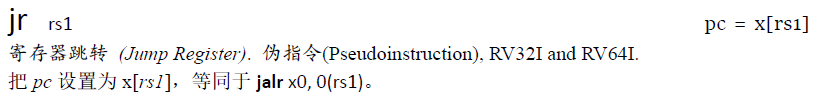 jr rs1 pc = x[rs1]
寄存器跳转 (Jump Register). 伪指令(Pseudoinstruction), RV32I and RV64I.
把 pc 设置为 x[rs1]，等同于 jalr x0, 0(rs1)。